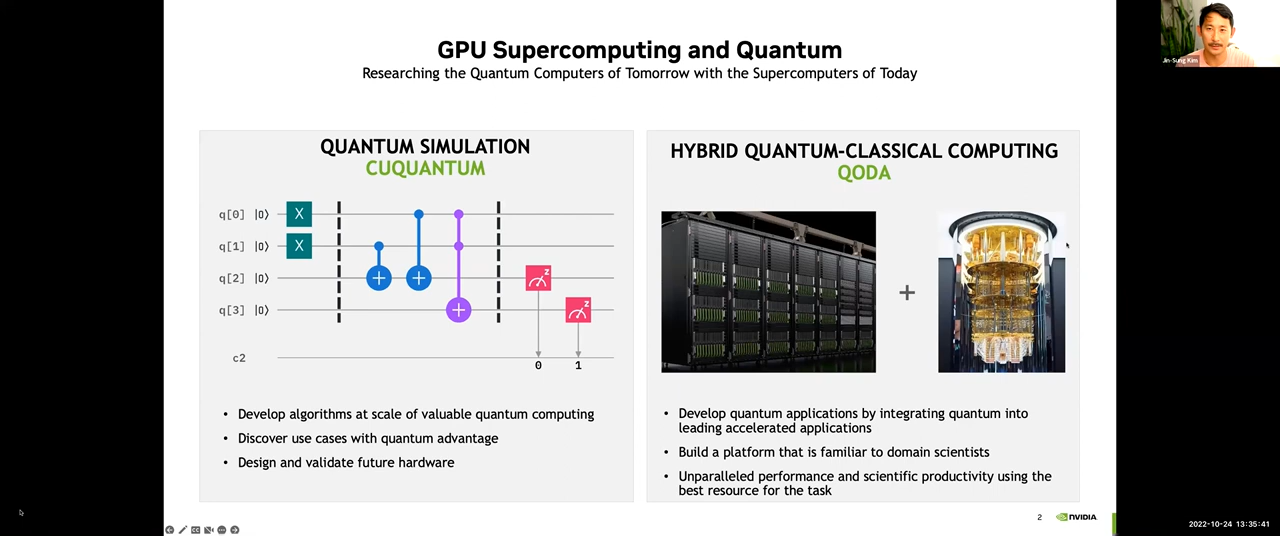 GPU Supercomputing and Quantum
Researching the Quantum Computers of Tomorrow with the Supercomputers of Today
Jin-Sung Kim
QUANTUM SIMULATION
CUQUANTUM
q[0] |0⟩ X
q[1] |0⟩ X
q[2] |0⟩ + + z
q[3] |0⟩ + z
c2
0 1
• Develop algorithms at scale of valuable quantum computing
• Discover use cases with quantum advantage
• Design and validate future hardware
HYBRID QUANTUM-CLASSICAL COMPUTING
QODA
+
• Develop quantum applications by integrating quantum into
leading accelerated applications
• Build a platform that is familiar to domain scientists
• Unparalleled performance and scientific productivity using the
best resource for the task
2 NVIDIA
2022-10-24 13:35:41